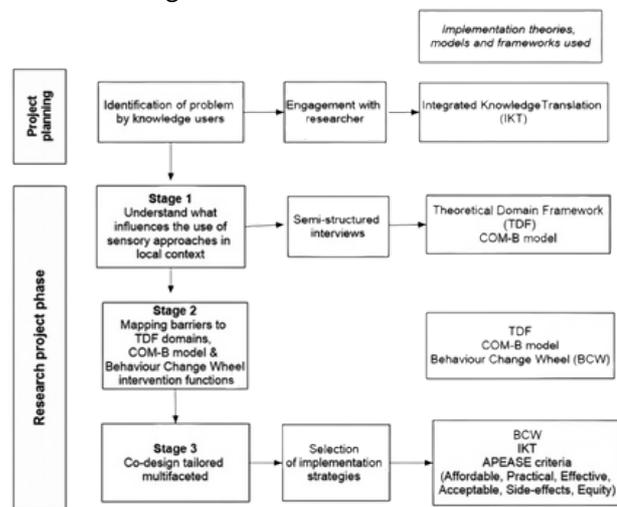 Implementation theories,
models and frameworks used
Project
planning
Identification of problem
by knowledge users
Engagement with
researcher
Integrated KnowledgeTranslation
(IKT)
Research project phase
Stage 1
Understand what
influences the use of
sensory approaches in
local context
Semi-structured
interviews
Theoretical Domain Framework
(TDF)
COM-B model
Stage 2
Mapping barriers to
TDF domains,
COM-B model &
Behaviour Change Wheel
intervention functions
TDF
COM-B model
Behaviour Change Wheel (BCW)
Stage 3
Co-design tailored
multifaceted
Selection
of implementation
strategies
BCW
IKT
APEASE criteria
(Affordable, Practical, Effective,
Acceptable, Side-effects, Equity)